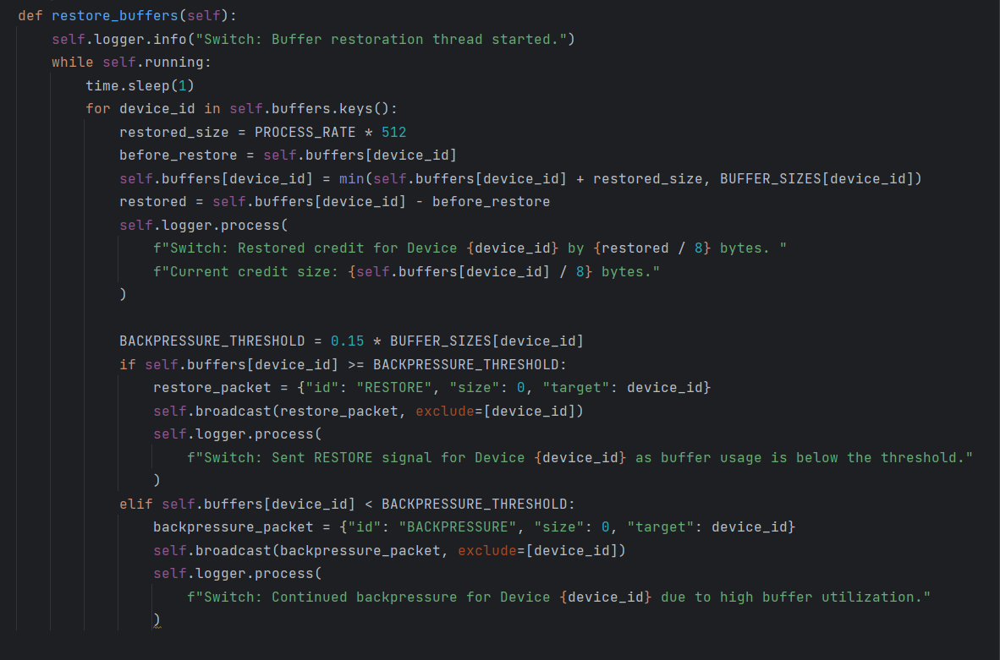 def restore_buffers(self):
    self.logger.info("Switch: Buffer restoration thread started.")
    while self.running:
        time.sleep(1)
        for device_id in self.buffers.keys():
            restored_size = PROCESS_RATE * 512
            before_restore = self.buffers[device_id]
            self.buffers[device_id] = min(self.buffers[device_id] + restored_size, BUFFER_SIZES[device_id])
            restored = self.buffers[device_id] - before_restore
            self.logger.process(
                f"Switch: Restored credit for Device {device_id} by {restored / 8} bytes. "
                f"Current credit size: {self.buffers[device_id] / 8} bytes."
            )

            BACKPRESSURE_THRESHOLD = 0.15 * BUFFER_SIZES[device_id]
            if self.buffers[device_id] >= BACKPRESSURE_THRESHOLD:
                restore_packet = {"id": "RESTORE", "size": 0, "target": device_id}
                self.broadcast(restore_packet, exclude=[device_id])
                self.logger.process(
                    f"Switch: Sent RESTORE signal for Device {device_id} as buffer usage is below the threshold."
                )
            elif self.buffers[device_id] < BACKPRESSURE_THRESHOLD:
                backpressure_packet = {"id": "BACKPRESSURE", "size": 0, "target": device_id}
                self.broadcast(backpressure_packet, exclude=[device_id])
                self.logger.process(
                    f"Switch: Continued backpressure for Device {device_id} due to high buffer utilization."
                )